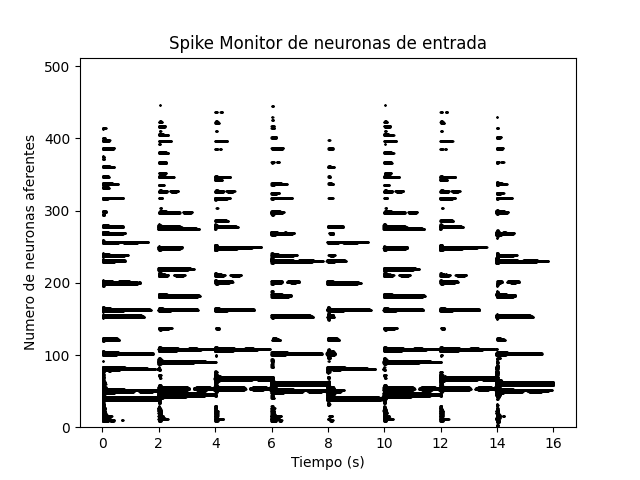 Spike Monitor de neuronas de entrada
Numero de neuronas aferentes
500
400
300
200
100
0
0 2 4 6 8 10 12 14 16
Tiempo (s)